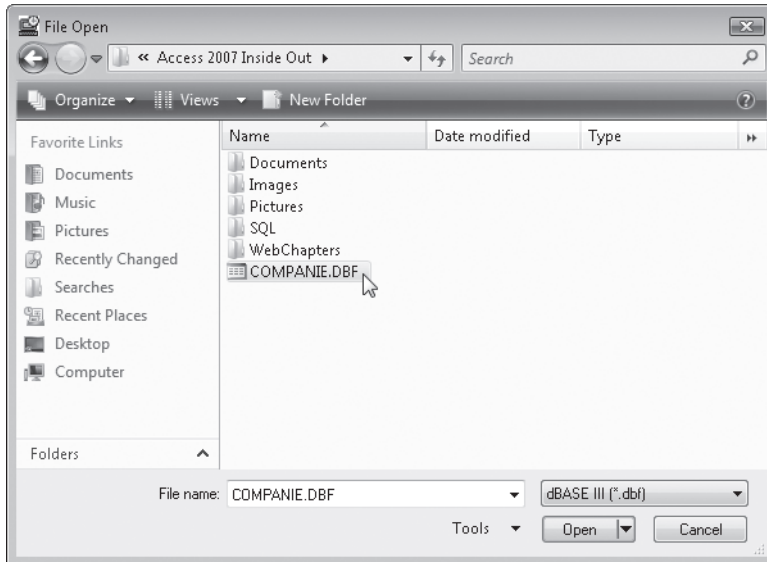 File Open
« Access 2007 Inside Out
Search
Organize Views New Folder
Favorite Links
Documents
Music
Pictures
Recently Changed
Searches
Recent Places
Desktop
Computer
Folders
Name Date modified Type
Documents
Images
Pictures
SQL
WebChapters
COMPANIE.DBF
File name: COMPANIE.DBF dBASE III (*.dbf)
Tools Open Cancel